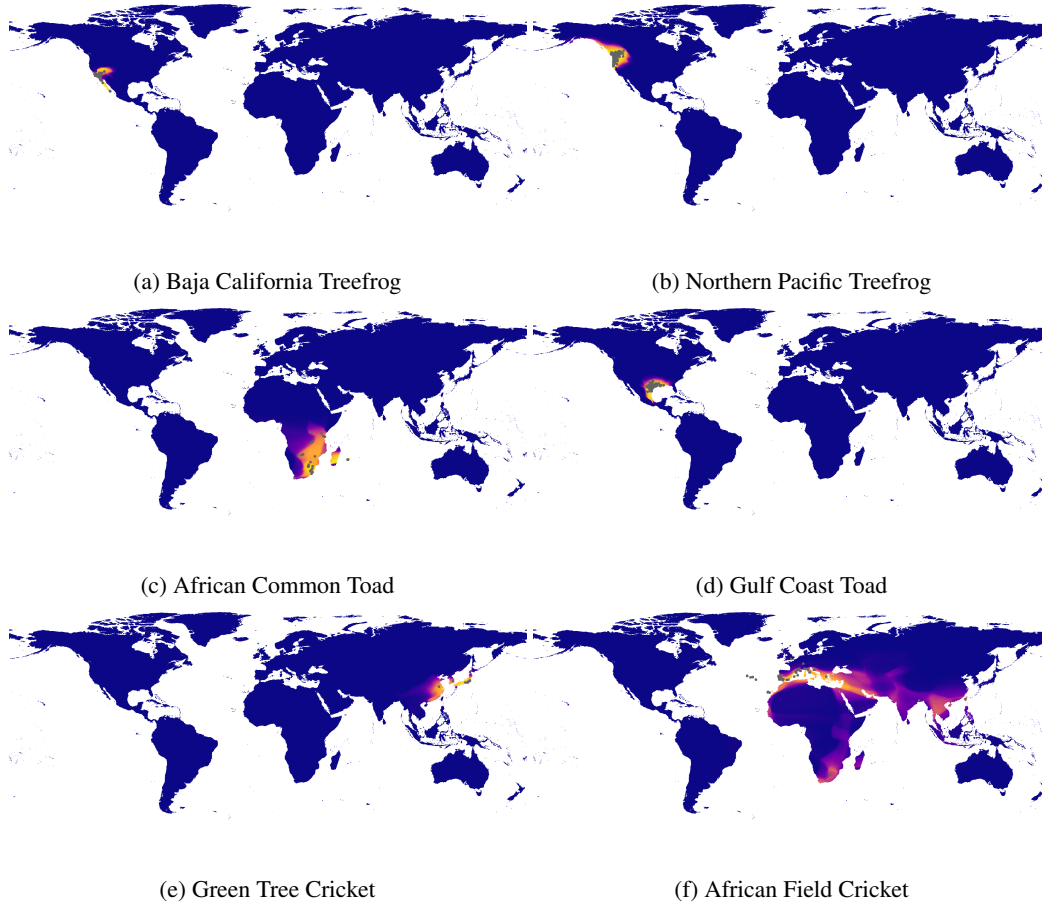 (a) Baja California Treefrog
(b) Northern Pacific Treefrog
(c) African Common Toad
(d) Gulf Coast Toad
(e) Green Tree Cricket
(f) African Field Cricket